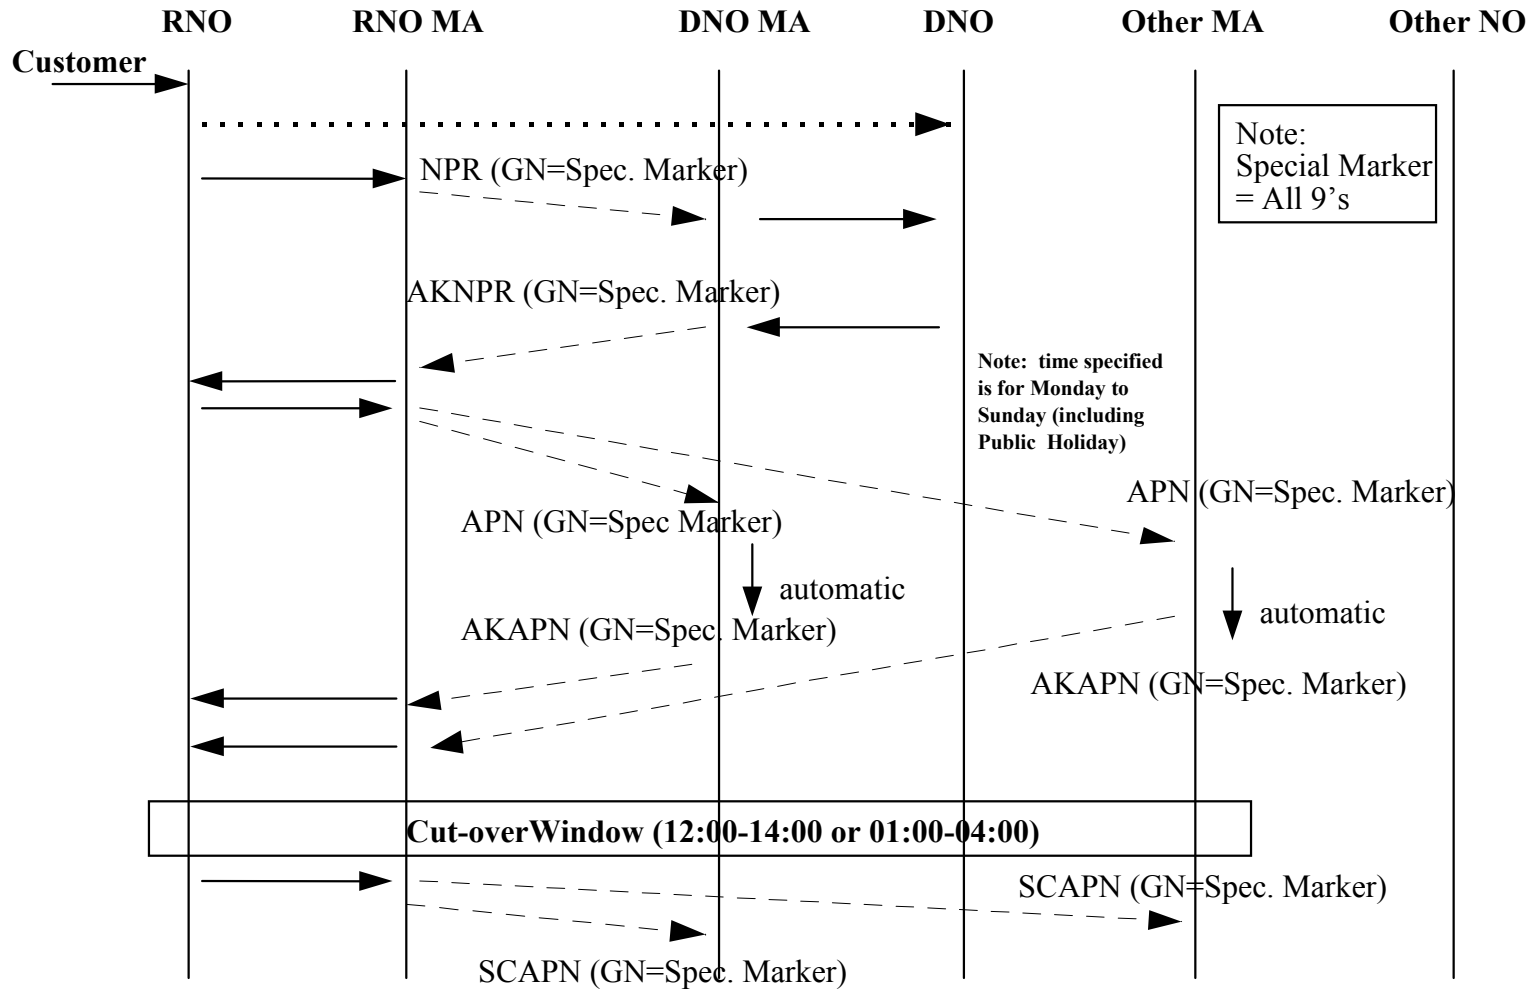 RNO RNO MA DNO MA DNO Other MA Other NO
Customer
Note:
Special Marker
= All 9’s
NPR (GN=Spec. Marker)
AKNPR (GN=Spec. Marker)
Note: time specified
is for Monday to
Sunday (including
Public Holiday)
APN (GN=Spec. Marker)
APN (GN=Spec Marker)
automatic
automatic
AKAPN (GN=Spec. Marker)
AKAPN (GN=Spec. Marker)
Cut-overWindow (12:00-14:00 or 01:00-04:00)
SCAPN (GN=Spec. Marker)
SCAPN (GN=Spec. Marker)